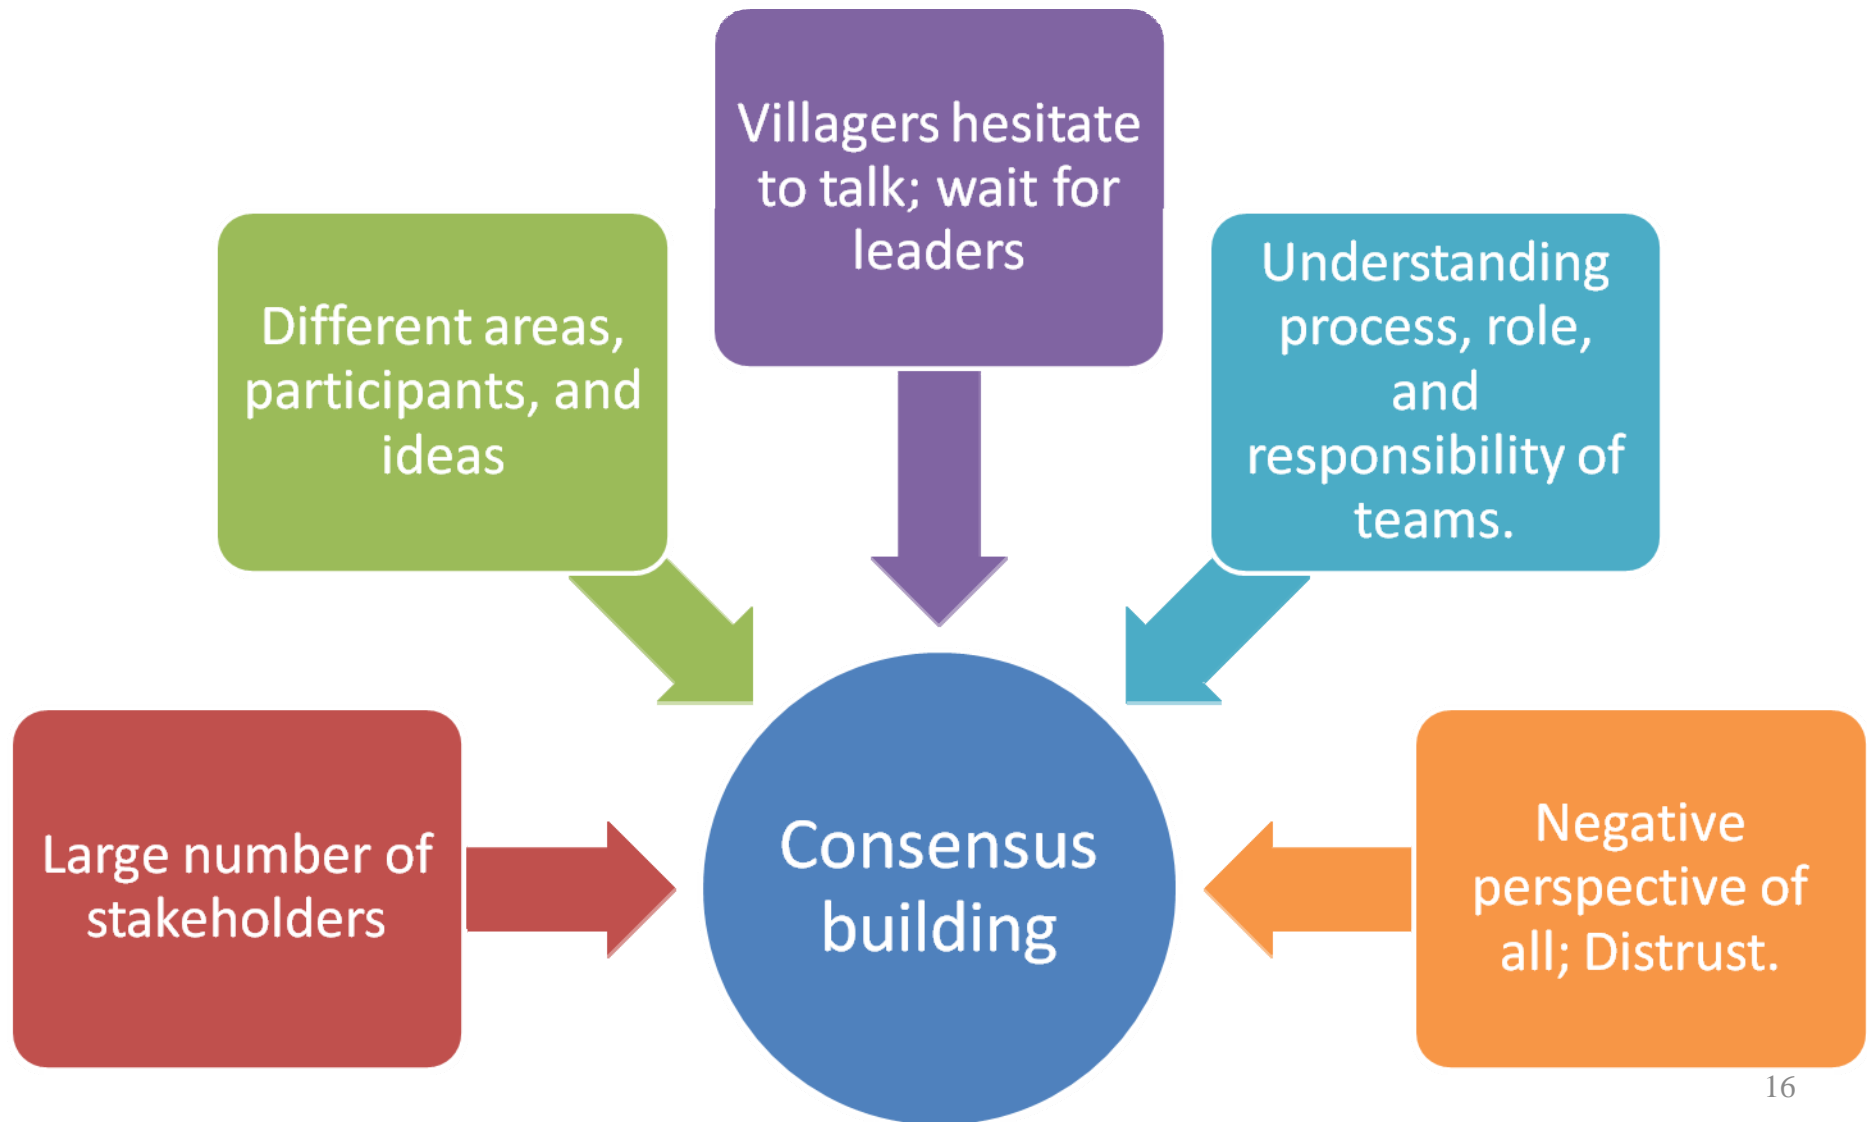 Villagers hesitate
to talk; wait for
leaders
Different areas,
participants, and
ideas
Understanding
process, role,
and
responsibility of
teams.
Large number of
stakeholders
Consensus
building
Negative
perspective of
all; Distrust.
16